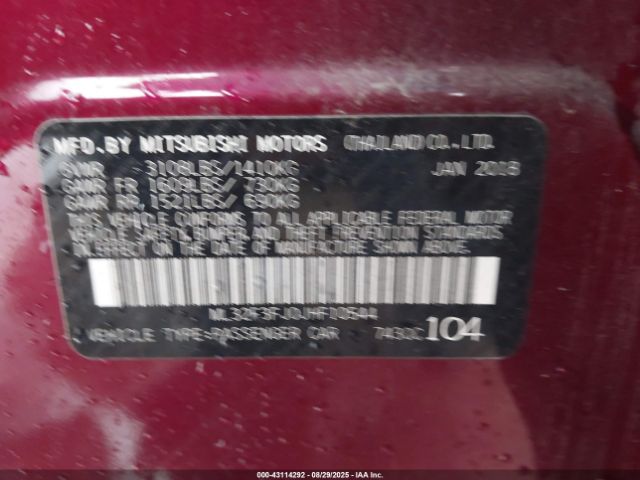 MFD.BY MITSUBISHI MOTORS (THAILAND CO., LTD.
GVWR 3108LBS/1410KG JAN 2018
GAWR FR 1609LBS/ 730KG
GAWR RR 1521LBS/ 690KG
THIS VEHICLE CONFORMS TO ALL APPLICABLE FEDERAL MOTOR
VEHICLE SAFETY, BUMPER, AND THEFT PREVENTION STANDARDS
IN EFFECT ON THE DATE OF MANUFACTURE SHOWN ABOVE.
ML32F3FJ0JHF10544
VEHICLE TYPE:PASSENGER CAR 104
000-43114292 - 08/29/2025 - IAA Inc.